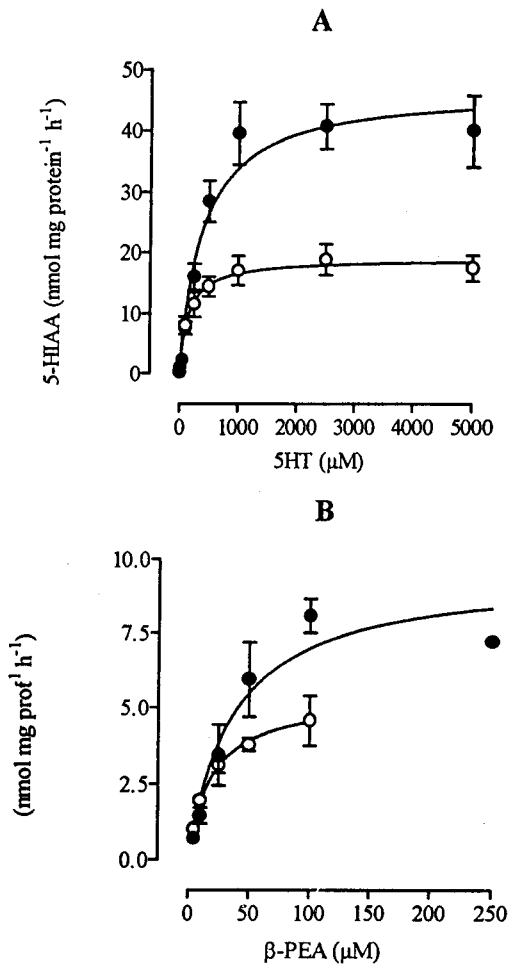 A
5-HIAA (nmol mg protein⁻¹ h⁻¹)
50
40
30
20
10
0
0 1000 2000 3000 4000 5000
5HT (µM)
B
(nmol mg prot⁻¹ h⁻¹)
10.0
7.5
5.0
2.5
0.0
0 50 100 150 200 250
β-PEA (µM)